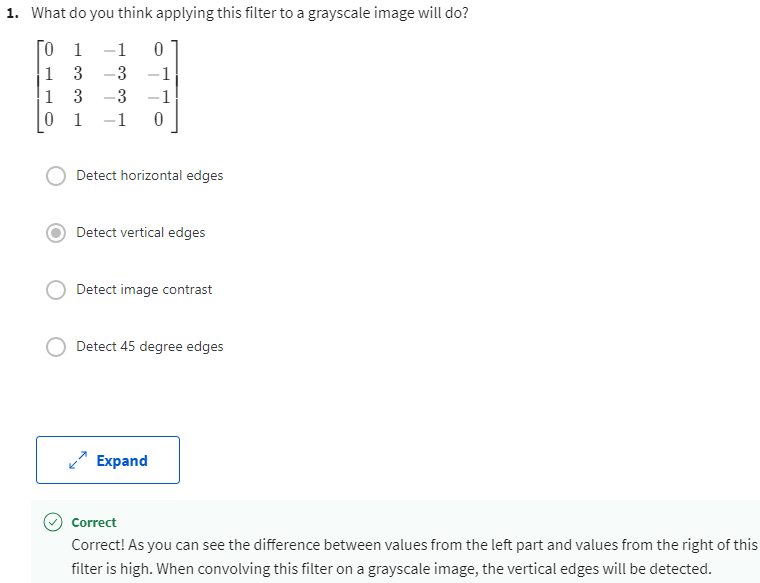 1. What do you think applying this filter to a grayscale image will do?
0 1 −1 0
1 3 −3 −1
1 3 −3 −1
0 1 −1 0
Detect horizontal edges
Detect vertical edges
Detect image contrast
Detect 45 degree edges
Expand
Correct
Correct! As you can see the difference between values from the left part and values from the right of this
filter is high. When convolving this filter on a grayscale image, the vertical edges will be detected.